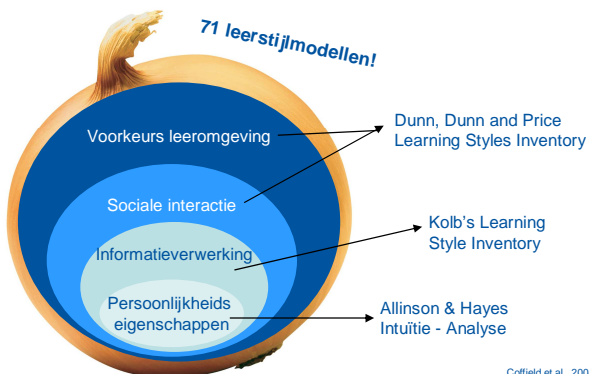 71 leerstijlmodellen!
Voorkeurs leeromgeving
Dunn, Dunn and Price
Learning Styles Inventory
Sociale interactie
Informatieverwerking
Kolb's Learning
Style Inventory
Persoonlijkheids
eigenschappen
Allinson & Hayes
Intuïtie - Analyse
Coffield et al., 200